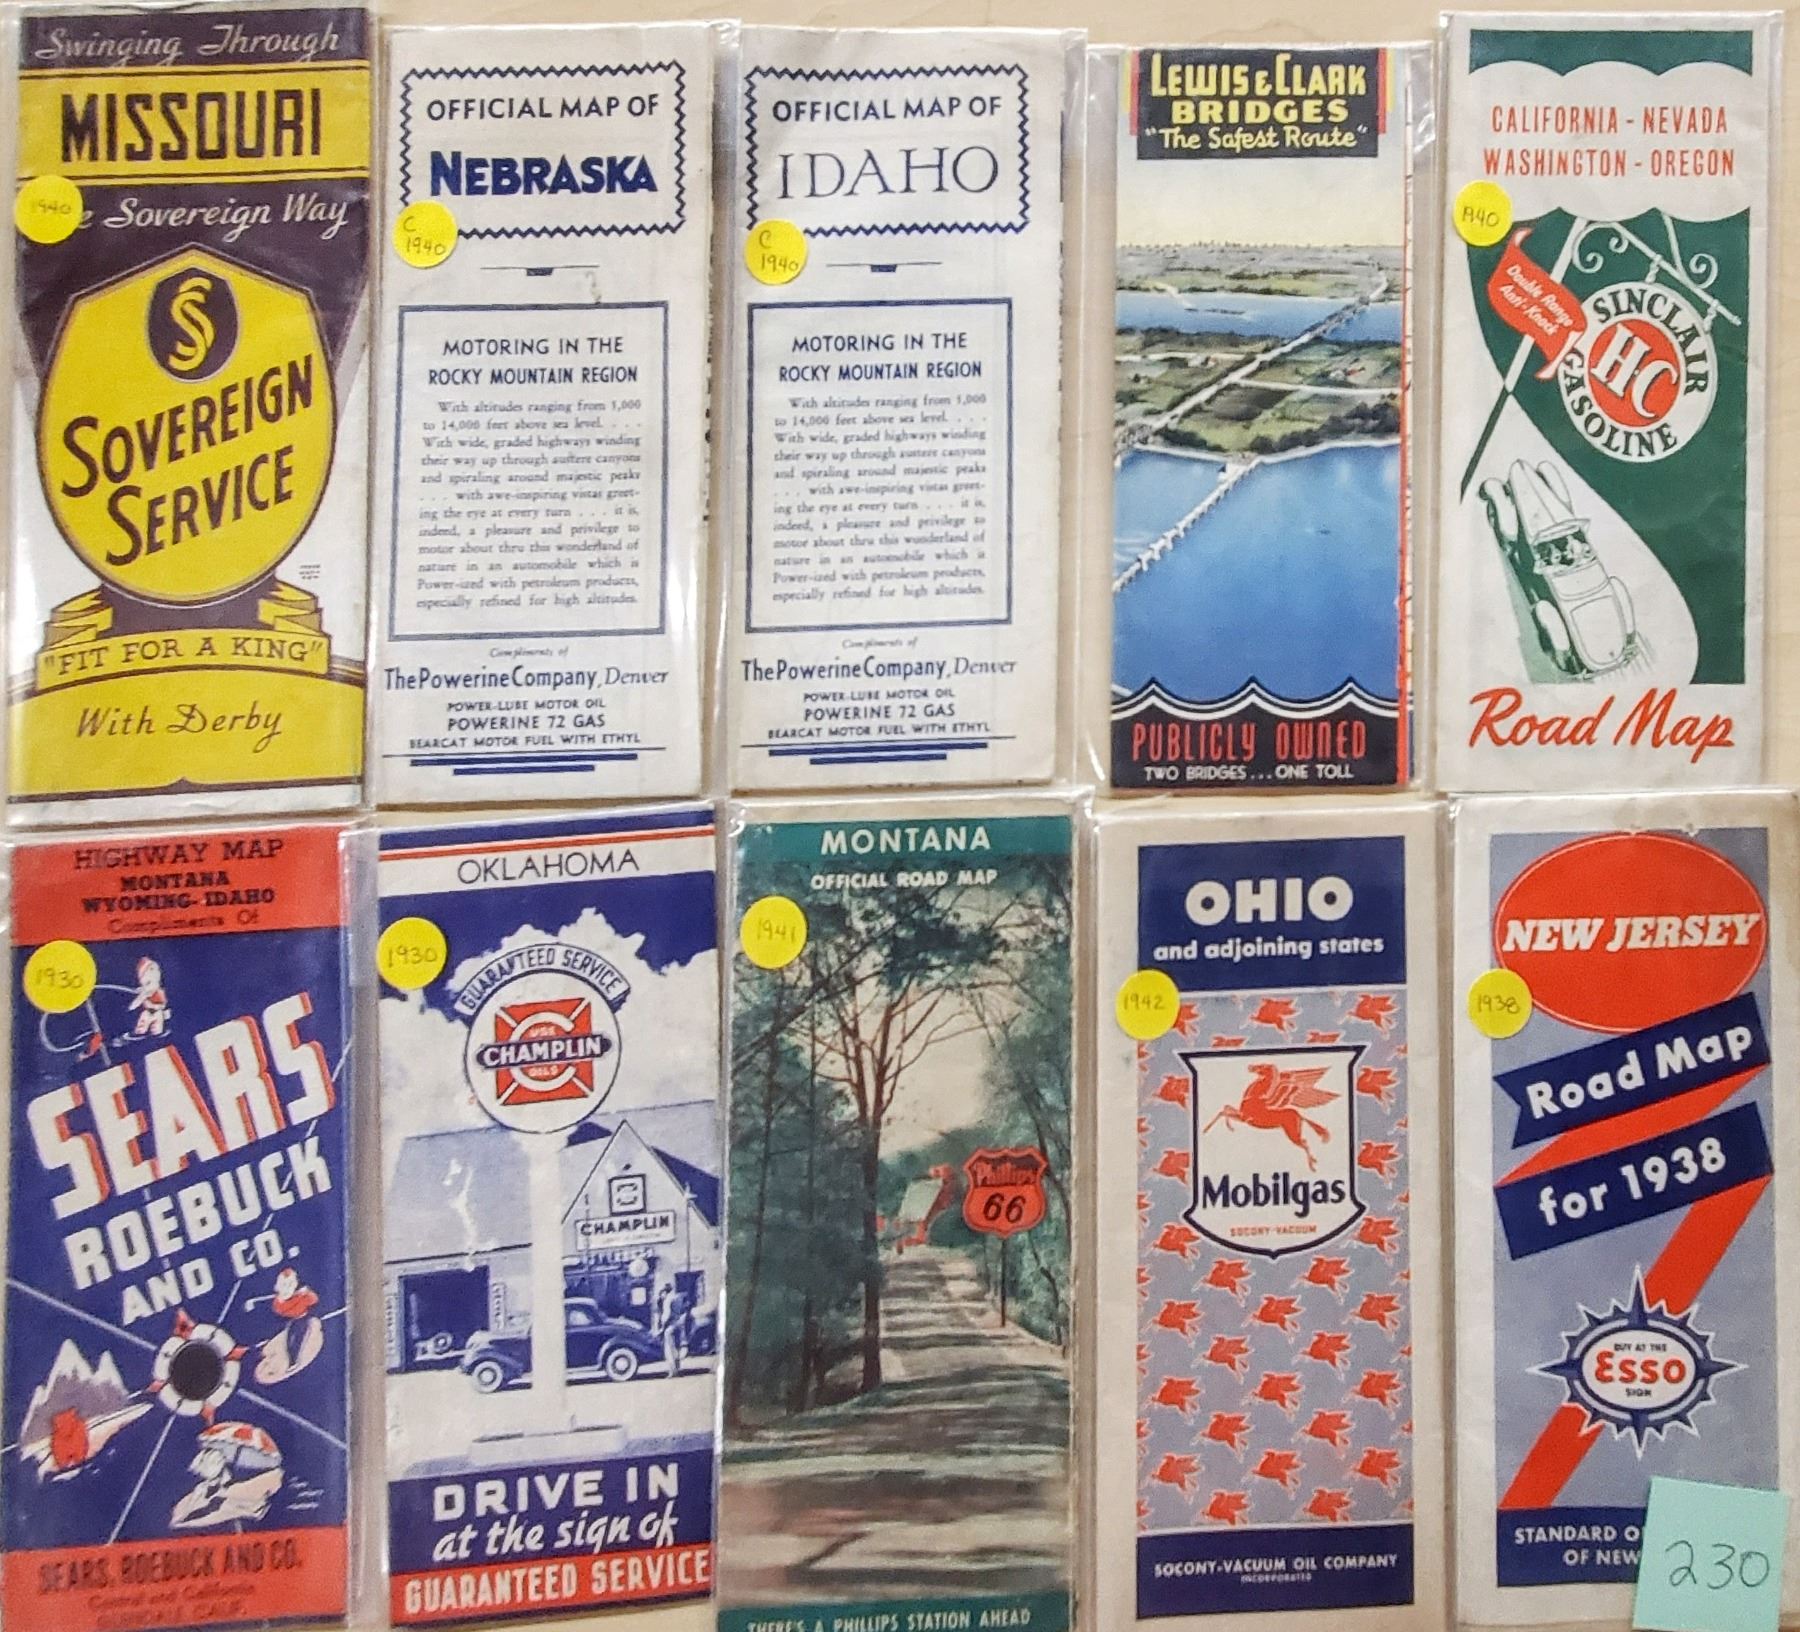 Swinging Through
MISSOURI
1940
e Sovereign Way
S
SOVEREIGN
SERVICE
"FIT FOR A KING"
With Derby
OFFICIAL MAP OF
NEBRASKA
C
1940
MOTORING IN THE
ROCKY MOUNTAIN REGION
With altitudes ranging from 5,000
to 14,000 feet above sea level. . . .
With wide, graded highways winding
their way up through austere canyons
and spiraling around majestic peaks
. . . with awe-inspiring vistas greet-
ing the eye at every turn . . . it is,
indeed, a pleasure and privilege to
motor about thru this wonderland of
nature in an automobile which is
Power-ized with petroleum products,
especially refined for high altitudes.
Compliments of
The Powerine Company, Denver
POWER-LUBE MOTOR OIL
POWERINE 72 GAS
BEARCAT MOTOR FUEL WITH ETHYL
OFFICIAL MAP OF
IDAHO
C
1940
MOTORING IN THE
ROCKY MOUNTAIN REGION
With altitudes ranging from 5,000
to 14,000 feet above sea level. . . .
With wide, graded highways winding
their way up through austere canyons
and spiraling around majestic peaks
. . . with awe-inspiring vistas greet-
ing the eye at every turn . . . it is,
indeed, a pleasure and privilege to
motor about thru this wonderland of
nature in an automobile which is
Power-ized with petroleum products,
especially refined for high altitudes.
Compliments of
The Powerine Company, Denver
POWER-LUBE MOTOR OIL
POWERINE 72 GAS
BEARCAT MOTOR FUEL WITH ETHYL
LEWIS & CLARK
BRIDGES
"The Safest Route"
PUBLICLY OWNED
TWO BRIDGES...ONE TOLL
CALIFORNIA - NEVADA
WASHINGTON - OREGON
1940
Double Range
Anti-Knock
SINCLAIR
H-C
GASOLINE
Road Map
HIGHWAY MAP
MONTANA
WYOMING- IDAHO
Compliments Of
1930
SEARS
ROEBUCK
AND CO.
SEARS, ROEBUCK AND CO.
Central and California
GLENDALE, CALIF.
OKLAHOMA
1930
GUARANTEED SERVICE
USE
CHAMPLIN
OILS
CHAMPLIN
DRIVE IN
at the sign of
GUARANTEED SERVICE
MONTANA
OFFICIAL ROAD MAP
1941
Phillips
66
THERE'S A PHILLIPS STATION AHEAD
OHIO
and adjoining states
1942
Mobilgas
SOCONY-VACUUM
SOCONY-VACUUM OIL COMPANY
INCORPORATED
NEW JERSEY
1938
Road Map
for 1938
BUY AT THE
Esso
SIGN
STANDARD O
OF NEW
230